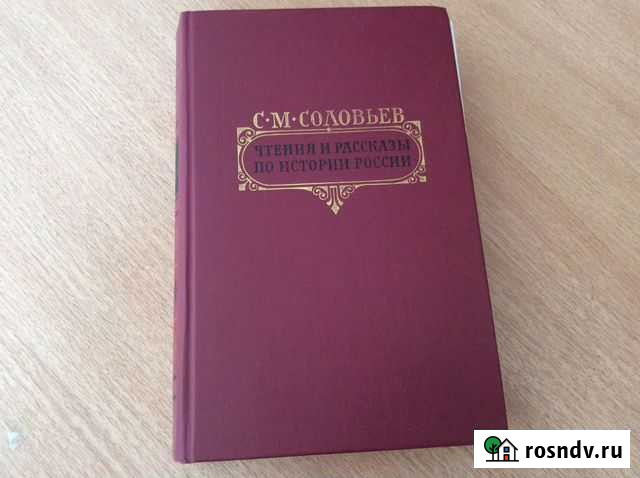 С·М·СОЛОВЬЕВ
ЧТЕНИЯ И РАССКАЗЫ
ПО ИСТОРИИ РОССИИ
rosndv.ru